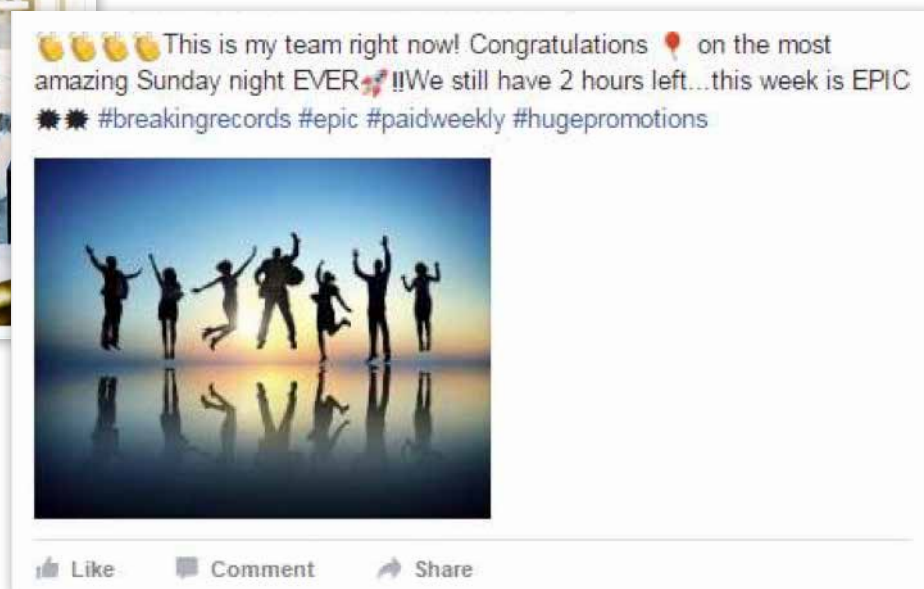 👏👏👏👏This is my team right now! Congratulations 🎈 on the most
amazing Sunday night EVER🚀!!We still have 2 hours left...this week is EPIC
✹✹ #breakingrecords #epic #paidweekly #hugepromotions
Like Comment Share